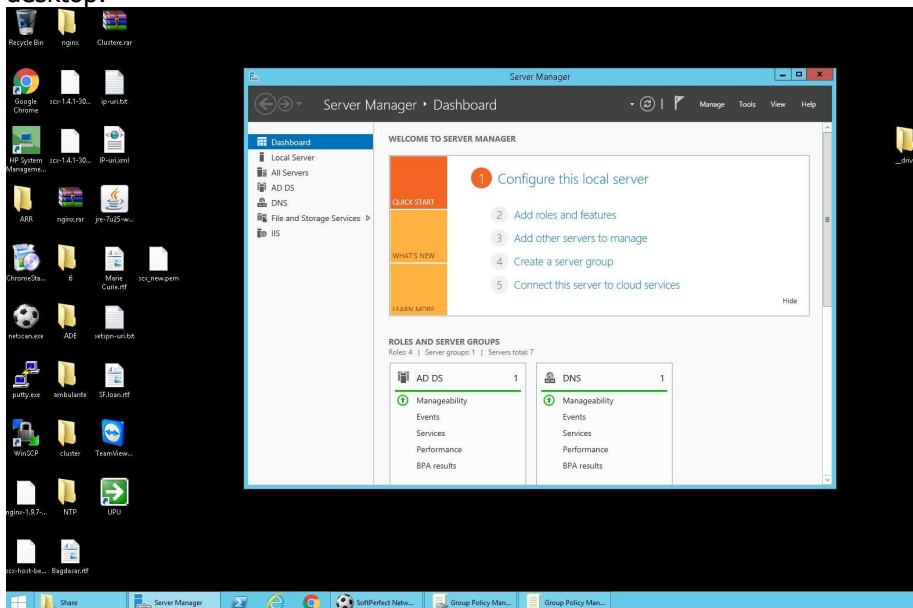 desktop.
Recycle Bin
nginx
Clustere.rar
Google Chrome
scx-1.4.1-30...
ip-uri.txt
HP System Manageme...
scx-1.4.1-30...
IP-uri.xml
ARR
nginx.rar
jre-7u25-w...
ChromeSta...
6
Marie Curie.rtf
scx_new.pem
netscan.exe
ADE
setspn-uri.txt
putty.exe
ambulante
SF.loan.rtf
WinSCP
cluster
TeamView...
nginx-1.9.7-...
NTP
UPU
scx-host-be...
Bagdasar.rtf
_driv
Server Manager
Server Manager • Dashboard
Manage
Tools
View
Help
Dashboard
Local Server
All Servers
AD DS
DNS
File and Storage Services
IIS
WELCOME TO SERVER MANAGER
QUICK START
WHAT'S NEW
LEARN MORE
1 Configure this local server
2 Add roles and features
3 Add other servers to manage
4 Create a server group
5 Connect this server to cloud services
Hide
ROLES AND SERVER GROUPS
Roles: 4 | Server groups: 1 | Servers total: 7
AD DS 1
Manageability
Events
Services
Performance
BPA results
DNS 1
Manageability
Events
Services
Performance
BPA results
Share
Server Manager
SoftPerfect Netw...
Group Policy Man...
Group Policy Man...